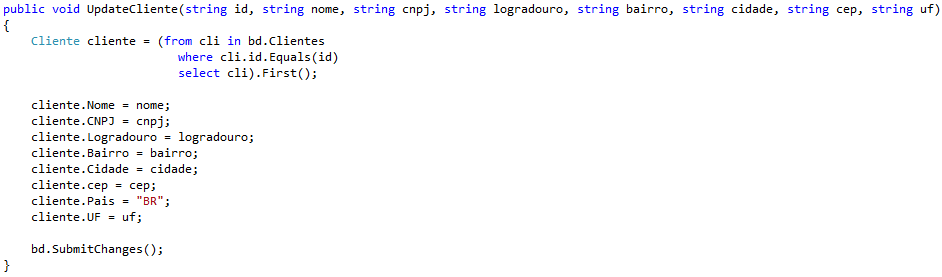 public void UpdateCliente(string id, string nome, string cnpj, string logradouro, string bairro, string cidade, string cep, string uf)
{
    Cliente cliente = (from cli in bd.Clientes
                       where cli.id.Equals(id)
                       select cli).First();

    cliente.Nome = nome;
    cliente.CNPJ = cnpj;
    cliente.Logradouro = logradouro;
    cliente.Bairro = bairro;
    cliente.Cidade = cidade;
    cliente.cep = cep;
    cliente.Pais = "BR";
    cliente.UF = uf;

    bd.SubmitChanges();
}